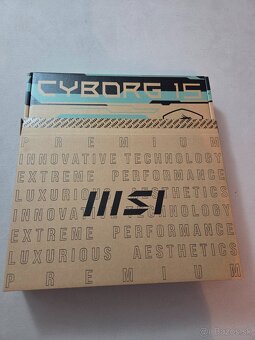 CYBORG 15
PREMIUM
INNOVATIVE TECHNOLOGY
EXTREME PERFORMANCE
LUXURIOUS AESTHETICS
msi
INNOVATIVE TECHNOLOGY
EXTREME PERFORMANCE
LUXURIOUS AESTHETICS
PREMIUM